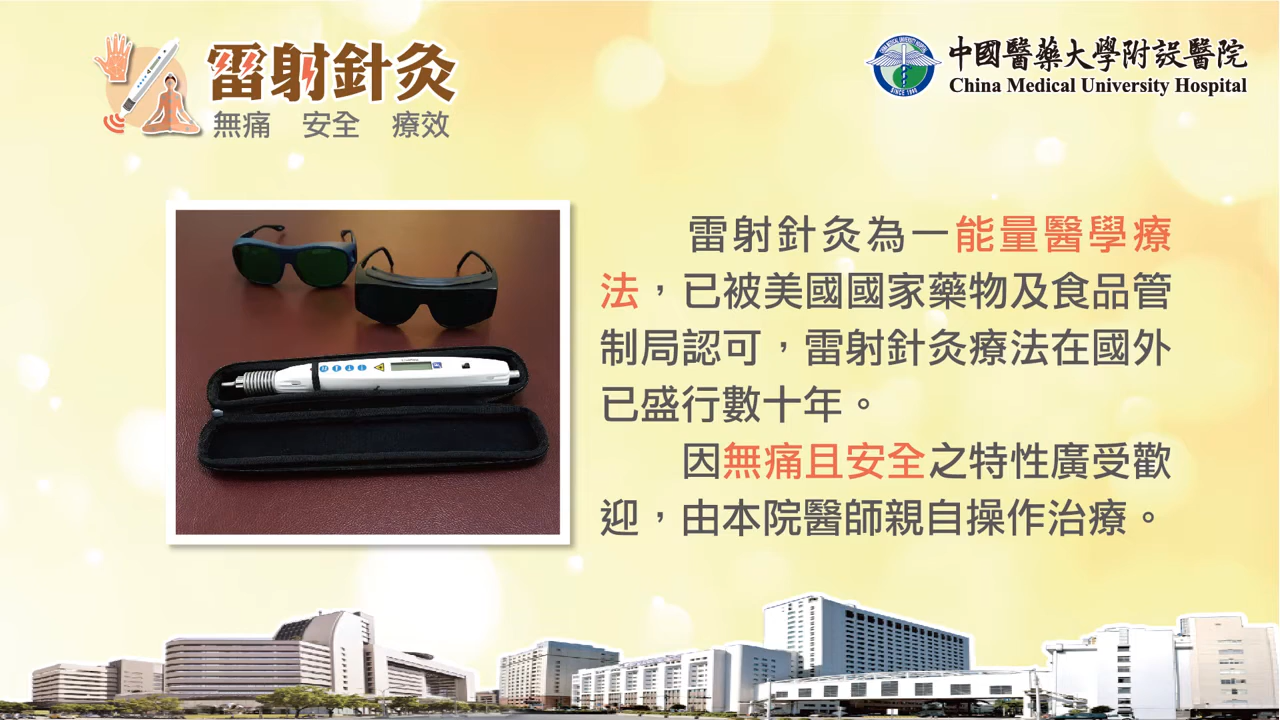 雷射針灸
無痛 安全 療效
中國醫藥大學附設醫院
China Medical University Hospital
雷射針灸為一能量醫學療
法，已被美國國家藥物及食品管
制局認可，雷射針灸療法在國外
已盛行數十年。
因無痛且安全之特性廣受歡
迎，由本院醫師親自操作治療。